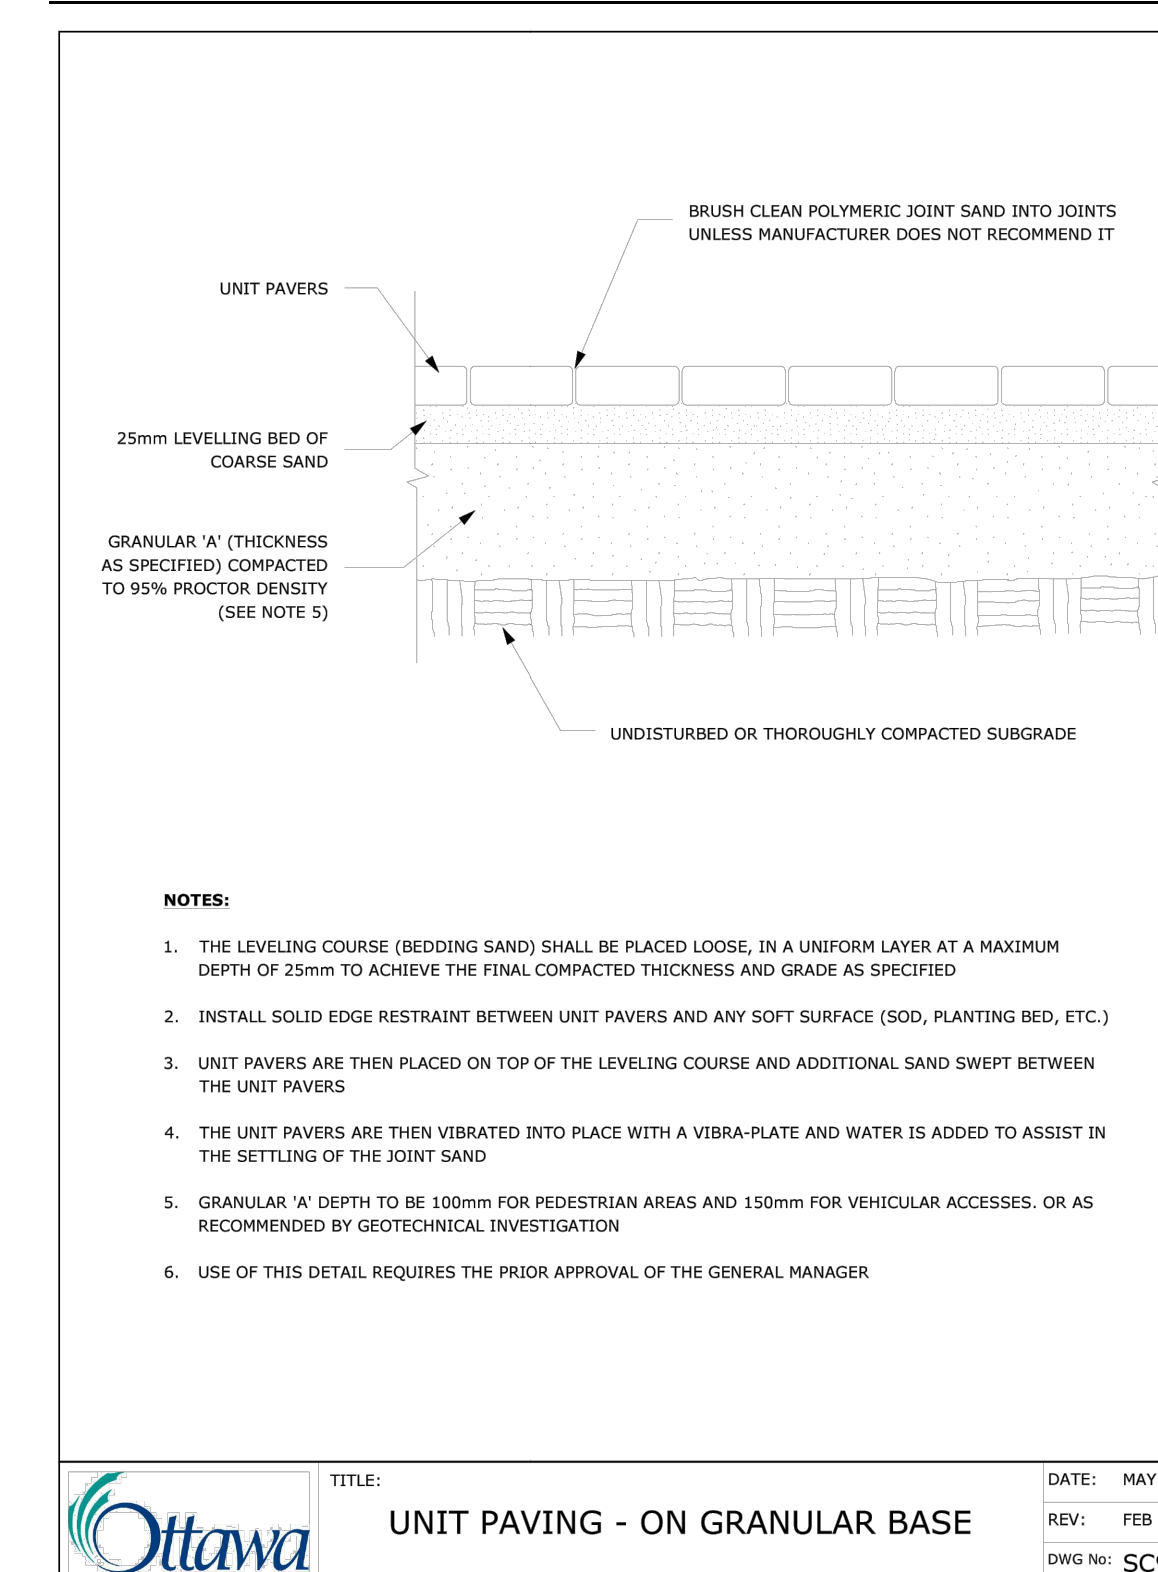 BRUSH CLEAN POLYMERIC JOINT SAND INTO JOINTS
UNLESS MANUFACTURER DOES NOT RECOMMEND IT
UNIT PAVERS
25mm LEVELLING BED OF
COARSE SAND
GRANULAR 'A' (THICKNESS
AS SPECIFIED) COMPACTED
TO 95% PROCTOR DENSITY
(SEE NOTE 5)
UNDISTURBED OR THOROUGHLY COMPACTED SUBGRADE
NOTES:
1. THE LEVELING COURSE (BEDDING SAND) SHALL BE PLACED LOOSE, IN A UNIFORM LAYER AT A MAXIMUM
DEPTH OF 25mm TO ACHIEVE THE FINAL COMPACTED THICKNESS AND GRADE AS SPECIFIED
2. INSTALL SOLID EDGE RESTRAINT BETWEEN UNIT PAVERS AND ANY SOFT SURFACE (SOD, PLANTING BED, ETC.)
3. UNIT PAVERS ARE THEN PLACED ON TOP OF THE LEVELING COURSE AND ADDITIONAL SAND SWEPT BETWEEN
THE UNIT PAVERS
4. THE UNIT PAVERS ARE THEN VIBRATED INTO PLACE WITH A VIBRA-PLATE AND WATER IS ADDED TO ASSIST IN
THE SETTLING OF THE JOINT SAND
5. GRANULAR 'A' DEPTH TO BE 100mm FOR PEDESTRIAN AREAS AND 150mm FOR VEHICULAR ACCESSES. OR AS
RECOMMENDED BY GEOTECHNICAL INVESTIGATION
6. USE OF THIS DETAIL REQUIRES THE PRIOR APPROVAL OF THE GENERAL MANAGER
Ottawa
TITLE:
UNIT PAVING - ON GRANULAR BASE
DATE: MAY
REV: FEB
DWG No: